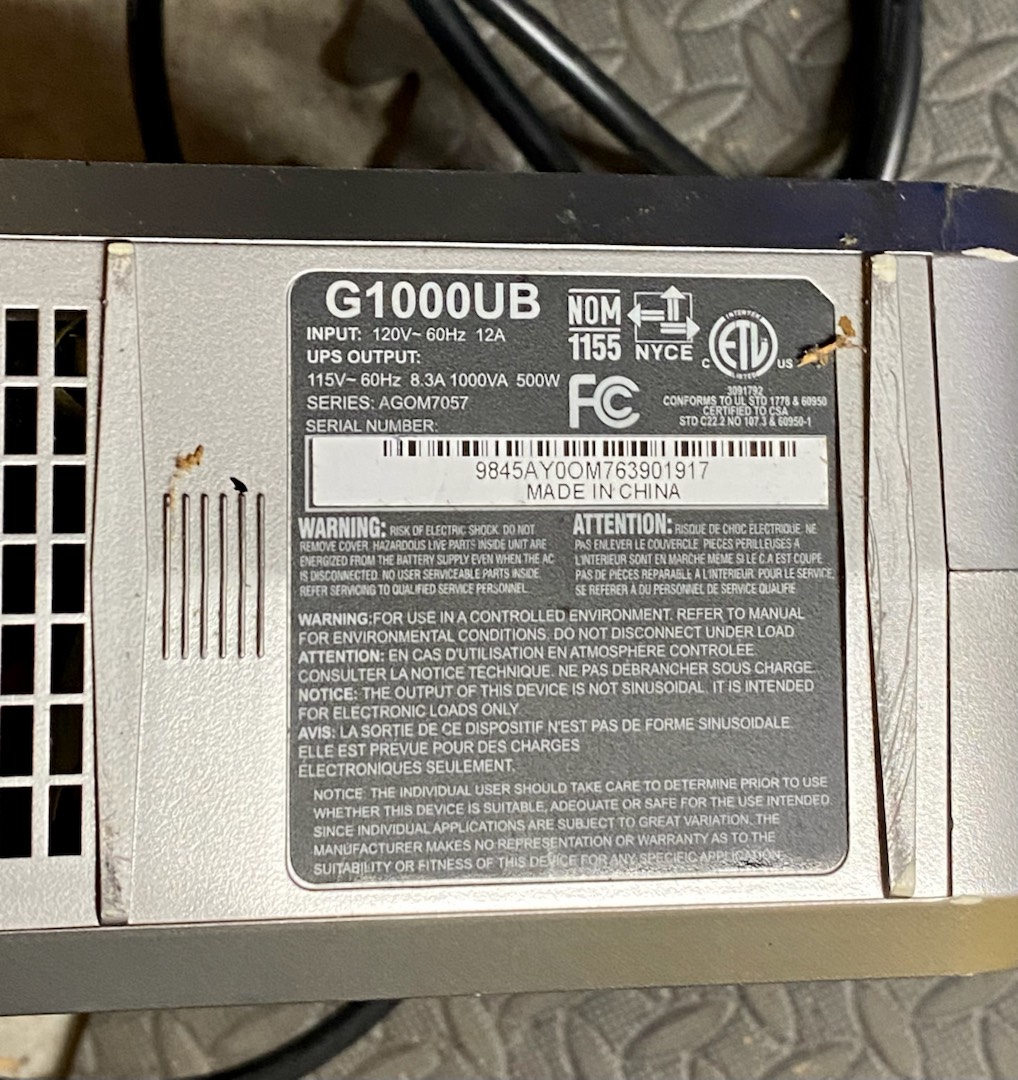 G1000UB
INPUT: 120V~ 60Hz 12A
UPS OUTPUT:
115V~ 60Hz 8.3A 1000VA 500W
SERIES: AGOM7057
SERIAL NUMBER:
NOM
1155
NYCE
FC
INTERTEK
ETL
LISTED
C US
3091792
CONFORMS TO UL STD 1778 & 60950
CERTIFIED TO CSA
STD C22.2 NO 107.3 & 60950-1
9845AY0OM763901917
MADE IN CHINA
WARNING: RISK OF ELECTRIC SHOCK. DO NOT
REMOVE COVER. HAZARDOUS LIVE PARTS INSIDE UNIT ARE
ENERGIZED FROM THE BATTERY SUPPLY EVEN WHEN THE AC
IS DISCONNECTED. NO USER SERVICEABLE PARTS INSIDE.
REFER SERVICING TO QUALIFIED SERVICE PERSONNEL.
ATTENTION: RISQUE DE CHOC ELECTRIQUE. NE
PAS ENLEVER LE COUVERCLE. PIECES PERILLEUSES A
L'INTERIEUR SONT EN MARCHE MEME SI LE C.A EST COUPE.
PAS DE PIECES REPARABLE A L'INTERIEUR. POUR LE SERVICE,
SE REFERER A DU PERSONNEL DE SERVICE QUALIFIE
WARNING:FOR USE IN A CONTROLLED ENVIRONMENT. REFER TO MANUAL
FOR ENVIRONMENTAL CONDITIONS. DO NOT DISCONNECT UNDER LOAD.
ATTENTION: EN CAS D'UTILISATION EN ATMOSPHERE CONTROLEE
CONSULTER LA NOTICE TECHNIQUE. NE PAS DÉBRANCHER SOUS CHARGE.
NOTICE: THE OUTPUT OF THIS DEVICE IS NOT SINUSOIDAL. IT IS INTENDED
FOR ELECTRONIC LOADS ONLY.
AVIS: LA SORTIE DE CE DISPOSITIF N'EST PAS DE FORME SINUSOIDALE
ELLE EST PRÉVUE POUR DES CHARGES
ÉLECTRONIQUES SEULEMENT.
NOTICE THE INDIVIDUAL USER SHOULD TAKE CARE TO DETERMINE PRIOR TO USE
WHETHER THIS DEVICE IS SUITABLE, ADEQUATE OR SAFE FOR THE USE INTENDED.
SINCE INDIVIDUAL APPLICATIONS ARE SUBJECT TO GREAT VARIATION, THE
MANUFACTURER MAKES NO REPRESENTATION OR WARRANTY AS TO THE
SUITABILITY OR FITNESS OF THIS DEVICE FOR ANY SPECIFIC APPLICATION.